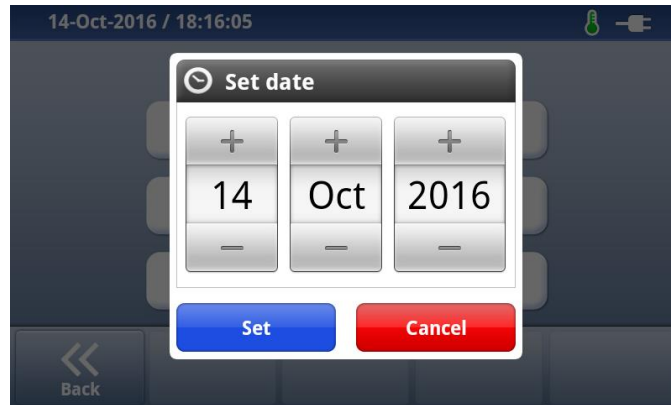 14-Oct-2016 / 18:16:05
Set date
+ + +
14 Oct 2016
− − −
Set Cancel
Back